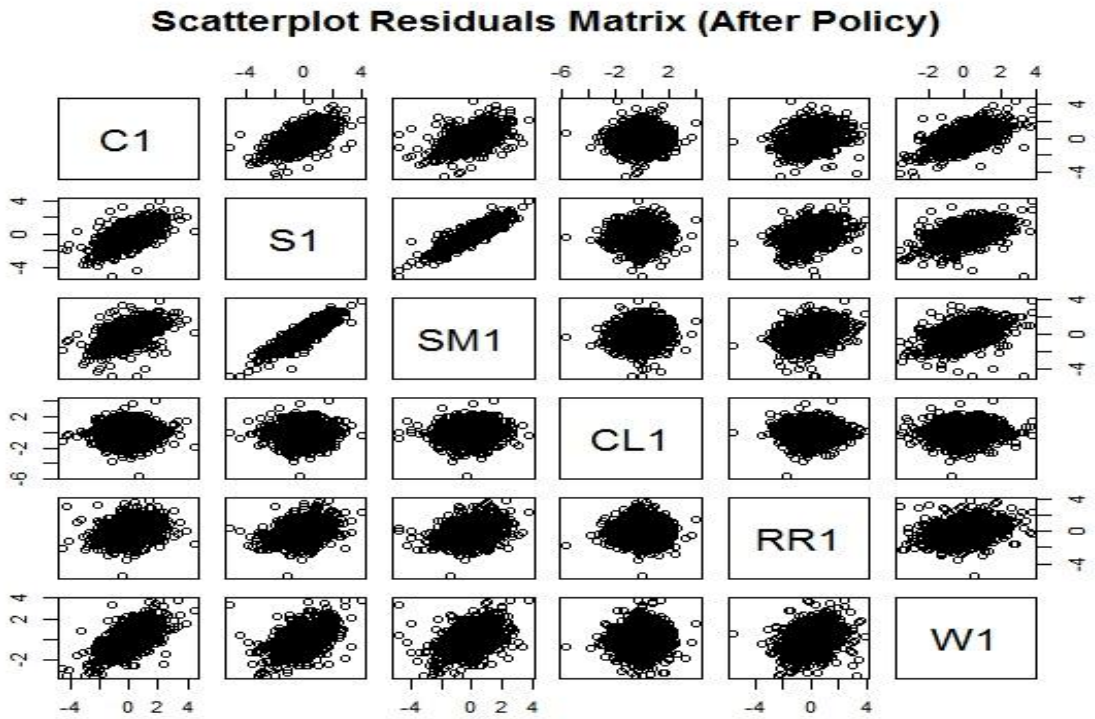 Scatterplot Residuals Matrix (After Policy)
-4 0 4 -6 -2 2 -2 0 2 4
C1
-4 0 4
S1
-4 0 4
SM1
-4 0 4
CL1
-6 -2 2
RR1
-4 0 4
W1
-2 2 4
-4 0 2 4 -4 0 2 4 -4 0 4